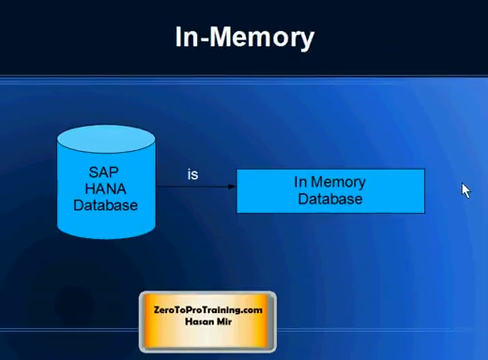 In-Memory
SAP
HANA
Database
is
In Memory
Database
ZeroToProTraining.com
Hasan Mir